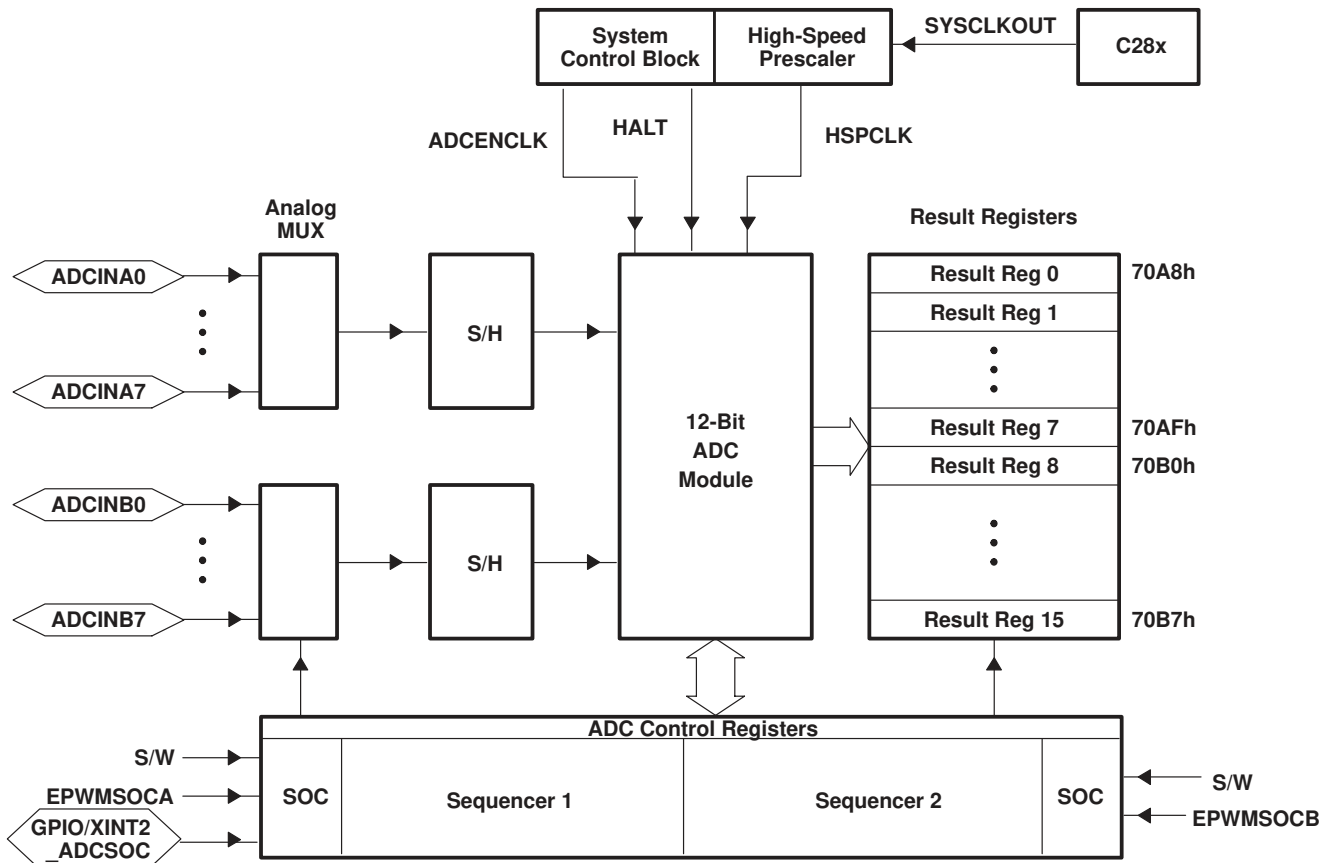 System
Control Block
High-Speed
Prescaler
SYSCLKOUT
C28x
ADCENCLK
HALT
HSPCLK
Analog
MUX
Result Registers
ADCINA0
ADCINA7
S/H
ADCINB0
ADCINB7
S/H
12-Bit
ADC
Module
Result Reg 0
70A8h
Result Reg 1
Result Reg 7
70AFh
Result Reg 8
70B0h
Result Reg 15
70B7h
ADC Control Registers
S/W
EPWMSOCA
GPIO/XINT2
_ADCSOC
SOC
Sequencer 1
Sequencer 2
SOC
S/W
EPWMSOCB